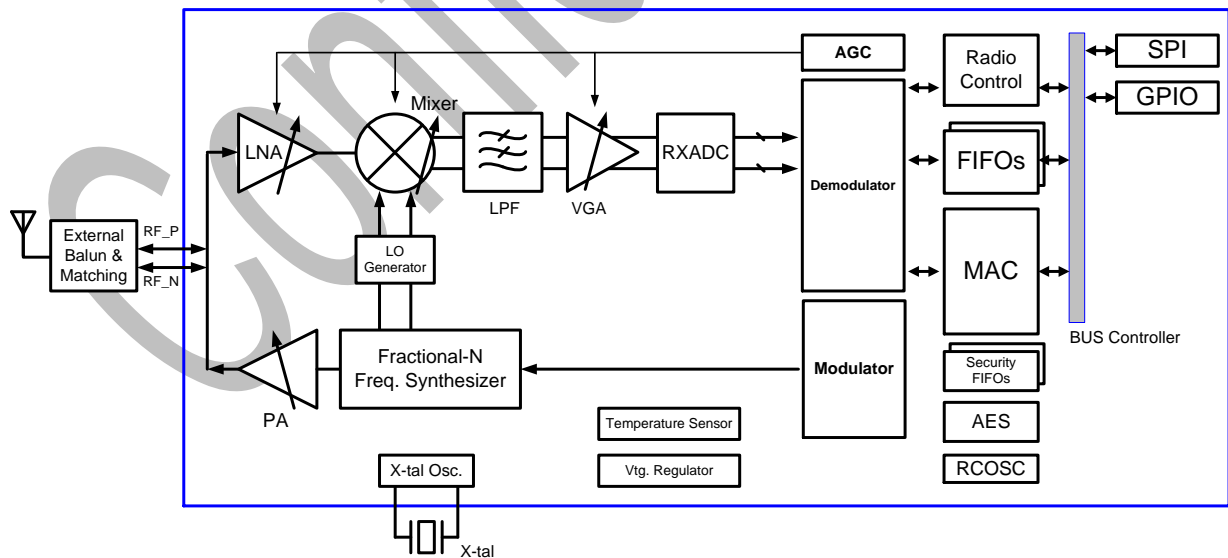 AGC
Radio
Control
SPI
GPIO
Mixer
LNA
LPF
VGA
RXADC
Demodulator
FIFOs
MAC
BUS Controller
External
Balun &
Matching
RF_P
RF_N
LO
Generator
Fractional-N
Freq. Synthesizer
PA
Modulator
Security
FIFOs
Temperature Sensor
AES
Vtg. Regulator
RCOSC
X-tal Osc.
X-tal